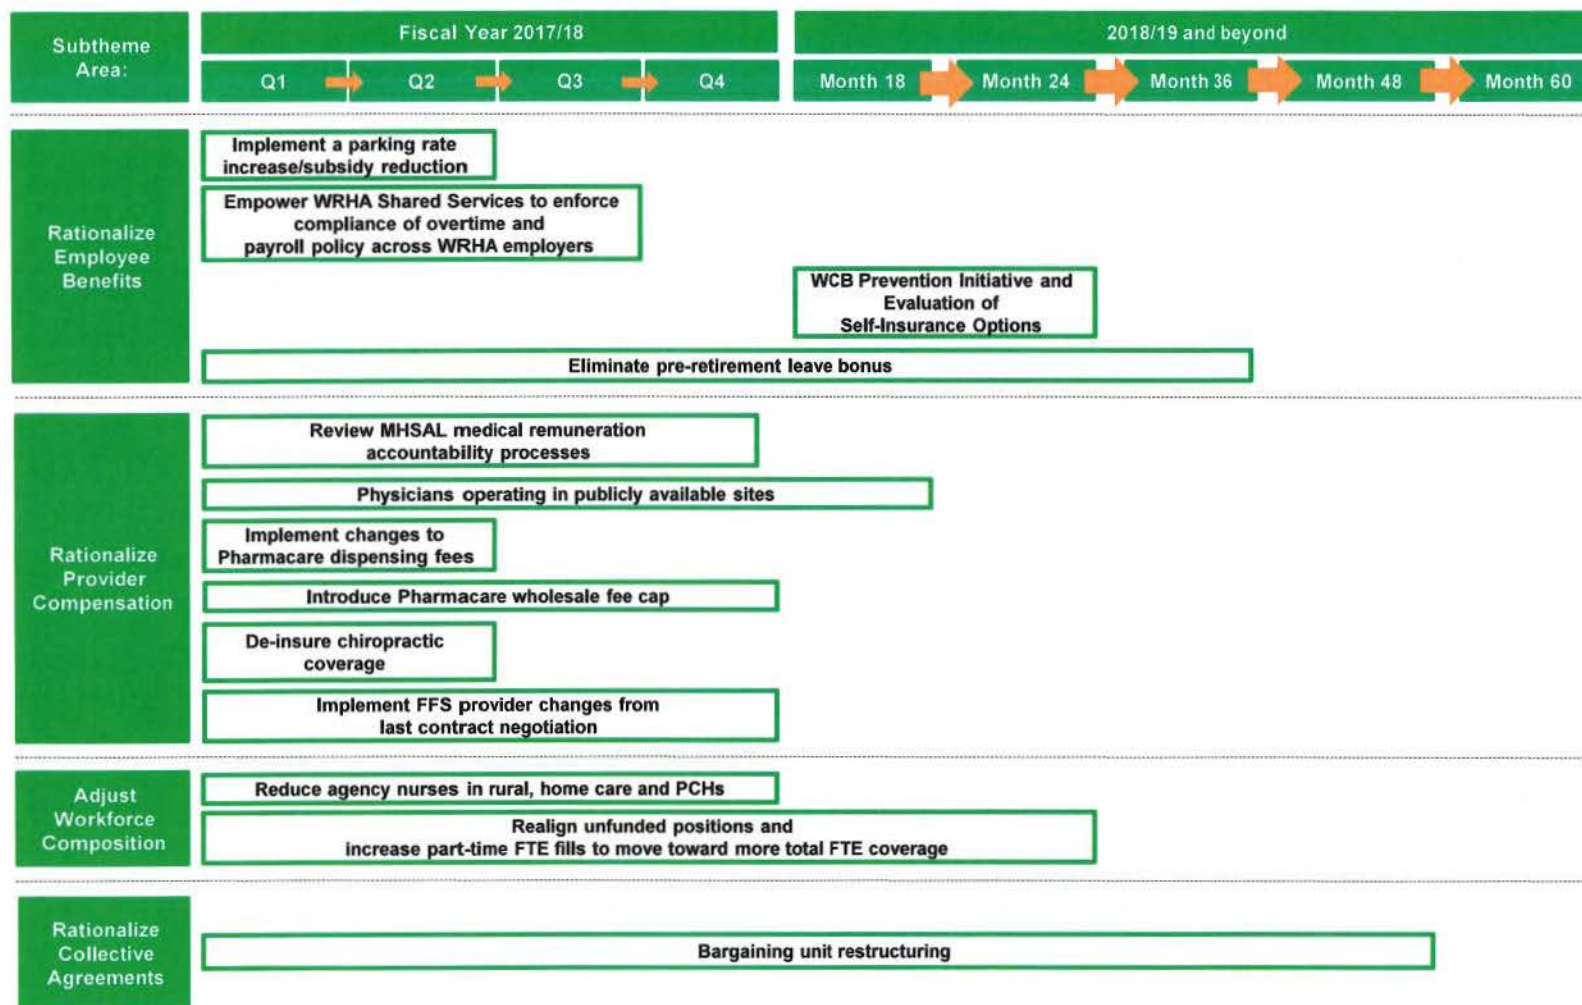 Subtheme
Area:
Fiscal Year 2017/18
2018/19 and beyond
Q1
Q2
Q3
Q4
Month 18
Month 24
Month 36
Month 48
Month 60
Rationalize
Employee
Benefits
Implement a parking rate
increase/subsidy reduction
Empower WRHA Shared Services to enforce
compliance of overtime and
payroll policy across WRHA employers
WCB Prevention Initiative and
Evaluation of
Self-Insurance Options
Eliminate pre-retirement leave bonus
Rationalize
Provider
Compensation
Review MHSAL medical remuneration
accountability processes
Physicians operating in publicly available sites
Implement changes to
Pharmacare dispensing fees
Introduce Pharmacare wholesale fee cap
De-insure chiropractic
coverage
Implement FFS provider changes from
last contract negotiation
Adjust
Workforce
Composition
Reduce agency nurses in rural, home care and PCHs
Realign unfunded positions and
increase part-time FTE fills to move toward more total FTE coverage
Rationalize
Collective
Agreements
Bargaining unit restructuring